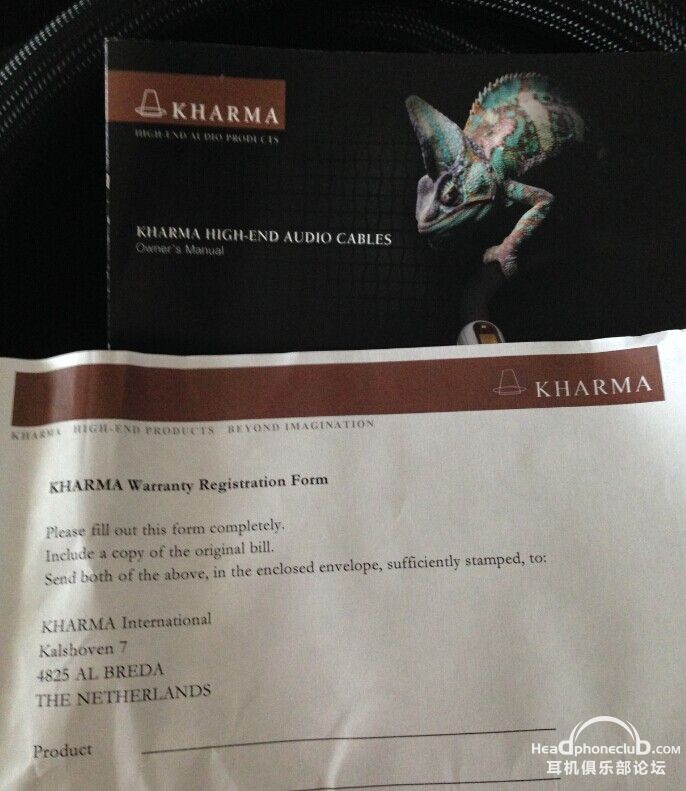 KHARMA
HIGH-END AUDIO PRODUCTS
KHARMA HIGH-END AUDIO CABLES
Owner's Manual
KHARMA
KHARMA HIGH-END PRODUCTS BEYOND IMAGINATION
KHARMA Warranty Registration Form
Please fill out this form completely.
Include a copy of the original bill.
Send both of the above, in the enclosed envelope, sufficiently stamped, to:
KHARMA International
Kalshoven 7
4825 AL BREDA
THE NETHERLANDS
Product
Headphoneclub.com
耳机俱乐部论坛